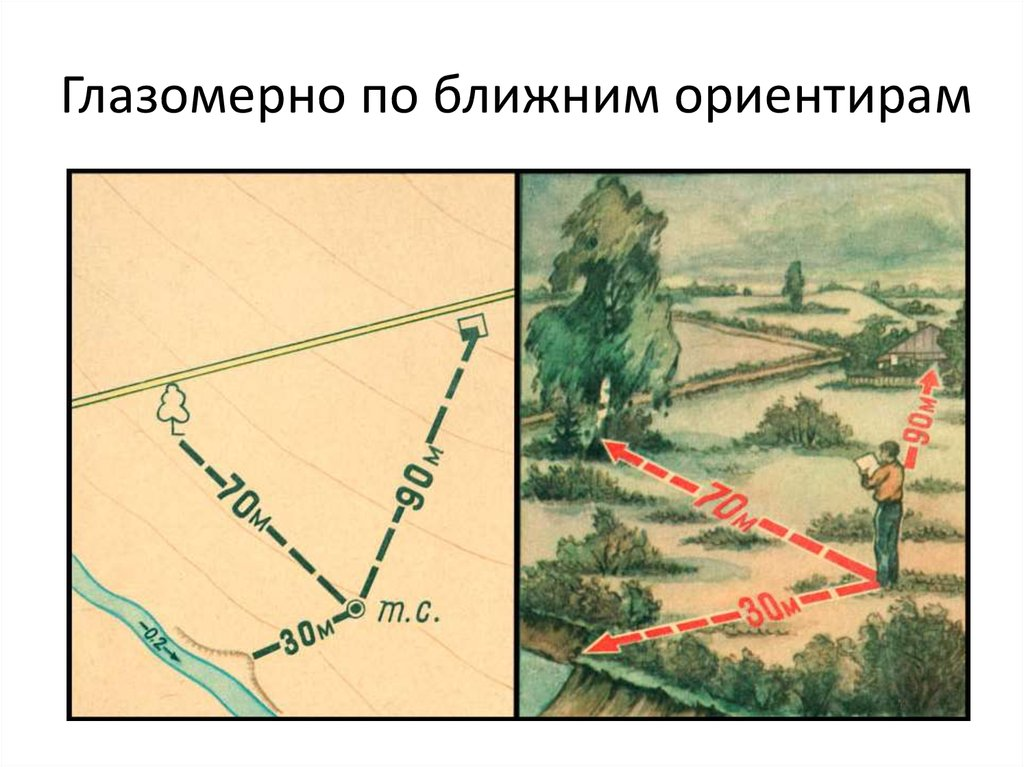 Глазомерно по ближним ориентирам
70м
90м
30м
т.с.
0.2
90м
70м
30м